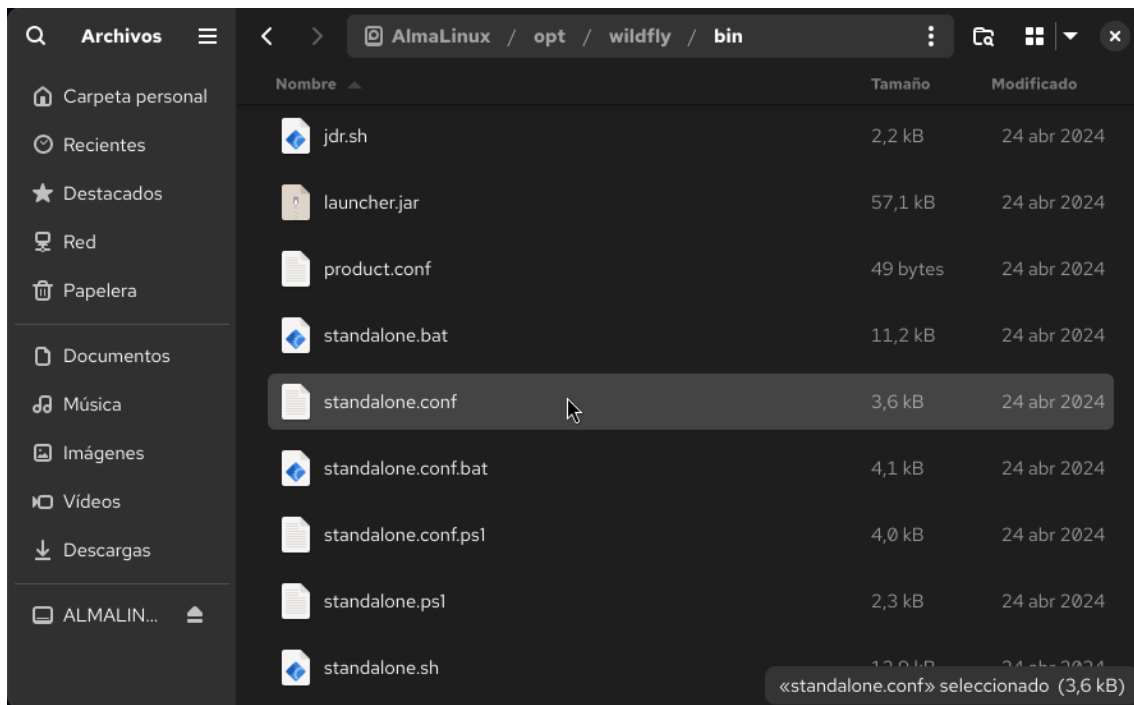 Archivos
AlmaLinux / opt / wildfly / bin
Carpeta personal
Recientes
Destacados
Red
Papelera
Documentos
Música
Imágenes
Vídeos
Descargas
ALMALIN...
Nombre Tamaño Modificado
jdr.sh 2,2 kB 24 abr 2024
launcher.jar 57,1 kB 24 abr 2024
product.conf 49 bytes 24 abr 2024
standalone.bat 11,2 kB 24 abr 2024
standalone.conf 3,6 kB 24 abr 2024
standalone.conf.bat 4,1 kB 24 abr 2024
standalone.conf.ps1 4,0 kB 24 abr 2024
standalone.ps1 2,3 kB 24 abr 2024
standalone.sh 24 abr 2024
«standalone.conf» seleccionado (3,6 kB)